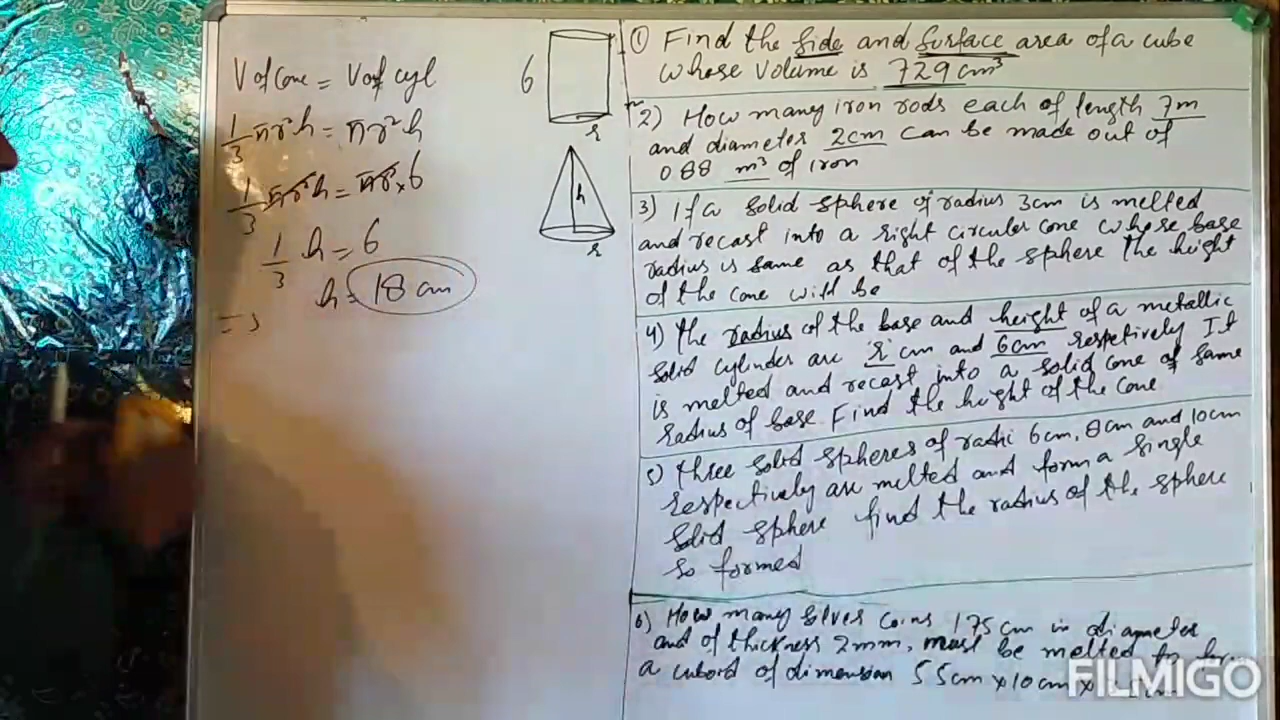 V of Cone = V of cyl
1/3 πr²h = πr²h
1/3 πr²h = πr²×6
1/3 h = 6
h = 18 cm
=>
6
r
h
r
① Find the side and surface area of a cube
whose volume is 729 cm³
2) How many iron rods each of length 7m
and diameter 2cm can be made out of
0 88 m³ of iron
3) If a solid sphere of radius 3cm is melted
and recast into a right circular cone whose base
radius is same as that of the sphere the height
of the cone will be
4) the radius of the base and height of a metallic
solid cylinder are r cm and 6cm respetively It
is melted and recast into a solid cone of same
radius of base Find the height of the cone
5) three solid spheres of radii 6cm, 8cm and 10cm
respectively are melted and form a single
solid sphere find the radius of the sphere
so formed
6) How many silver coins 1 75 cm in diameter
and of thickness 2mm, must be melted to
a cuboid of dimension 5 5cm × 10cm ×
FILMIGO